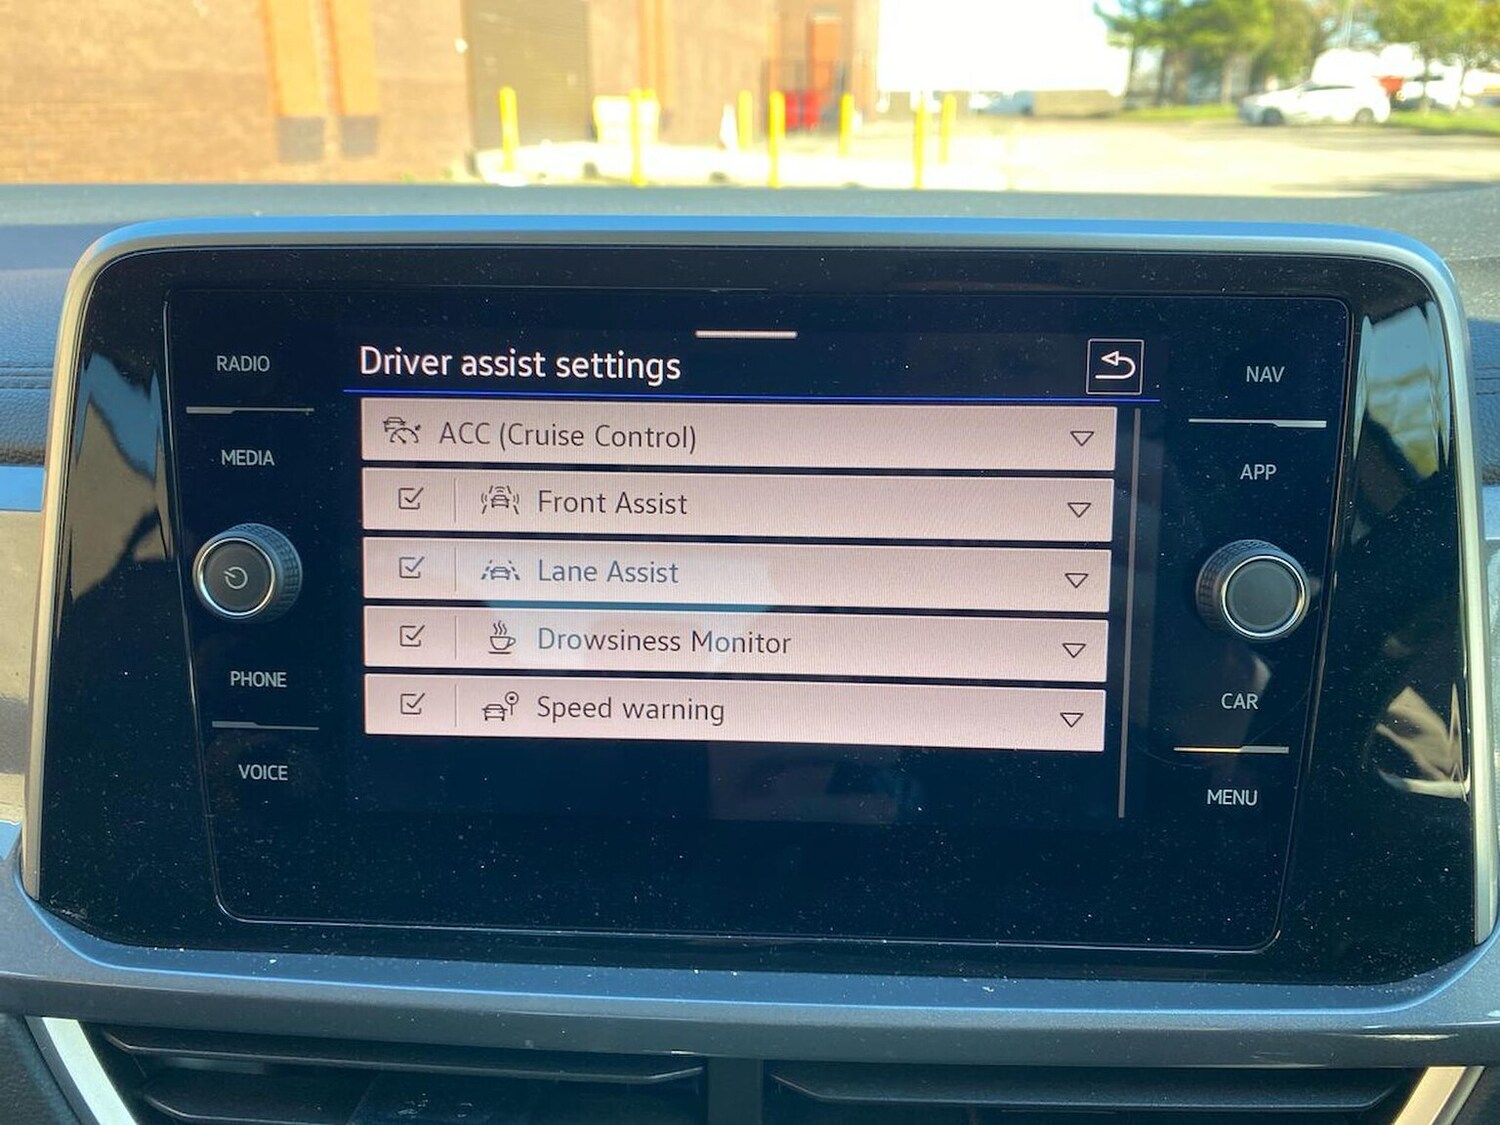 RADIO
MEDIA
PHONE
VOICE
Driver assist settings
ACC (Cruise Control)
Front Assist
Lane Assist
Drowsiness Monitor
Speed warning
NAV
APP
CAR
MENU